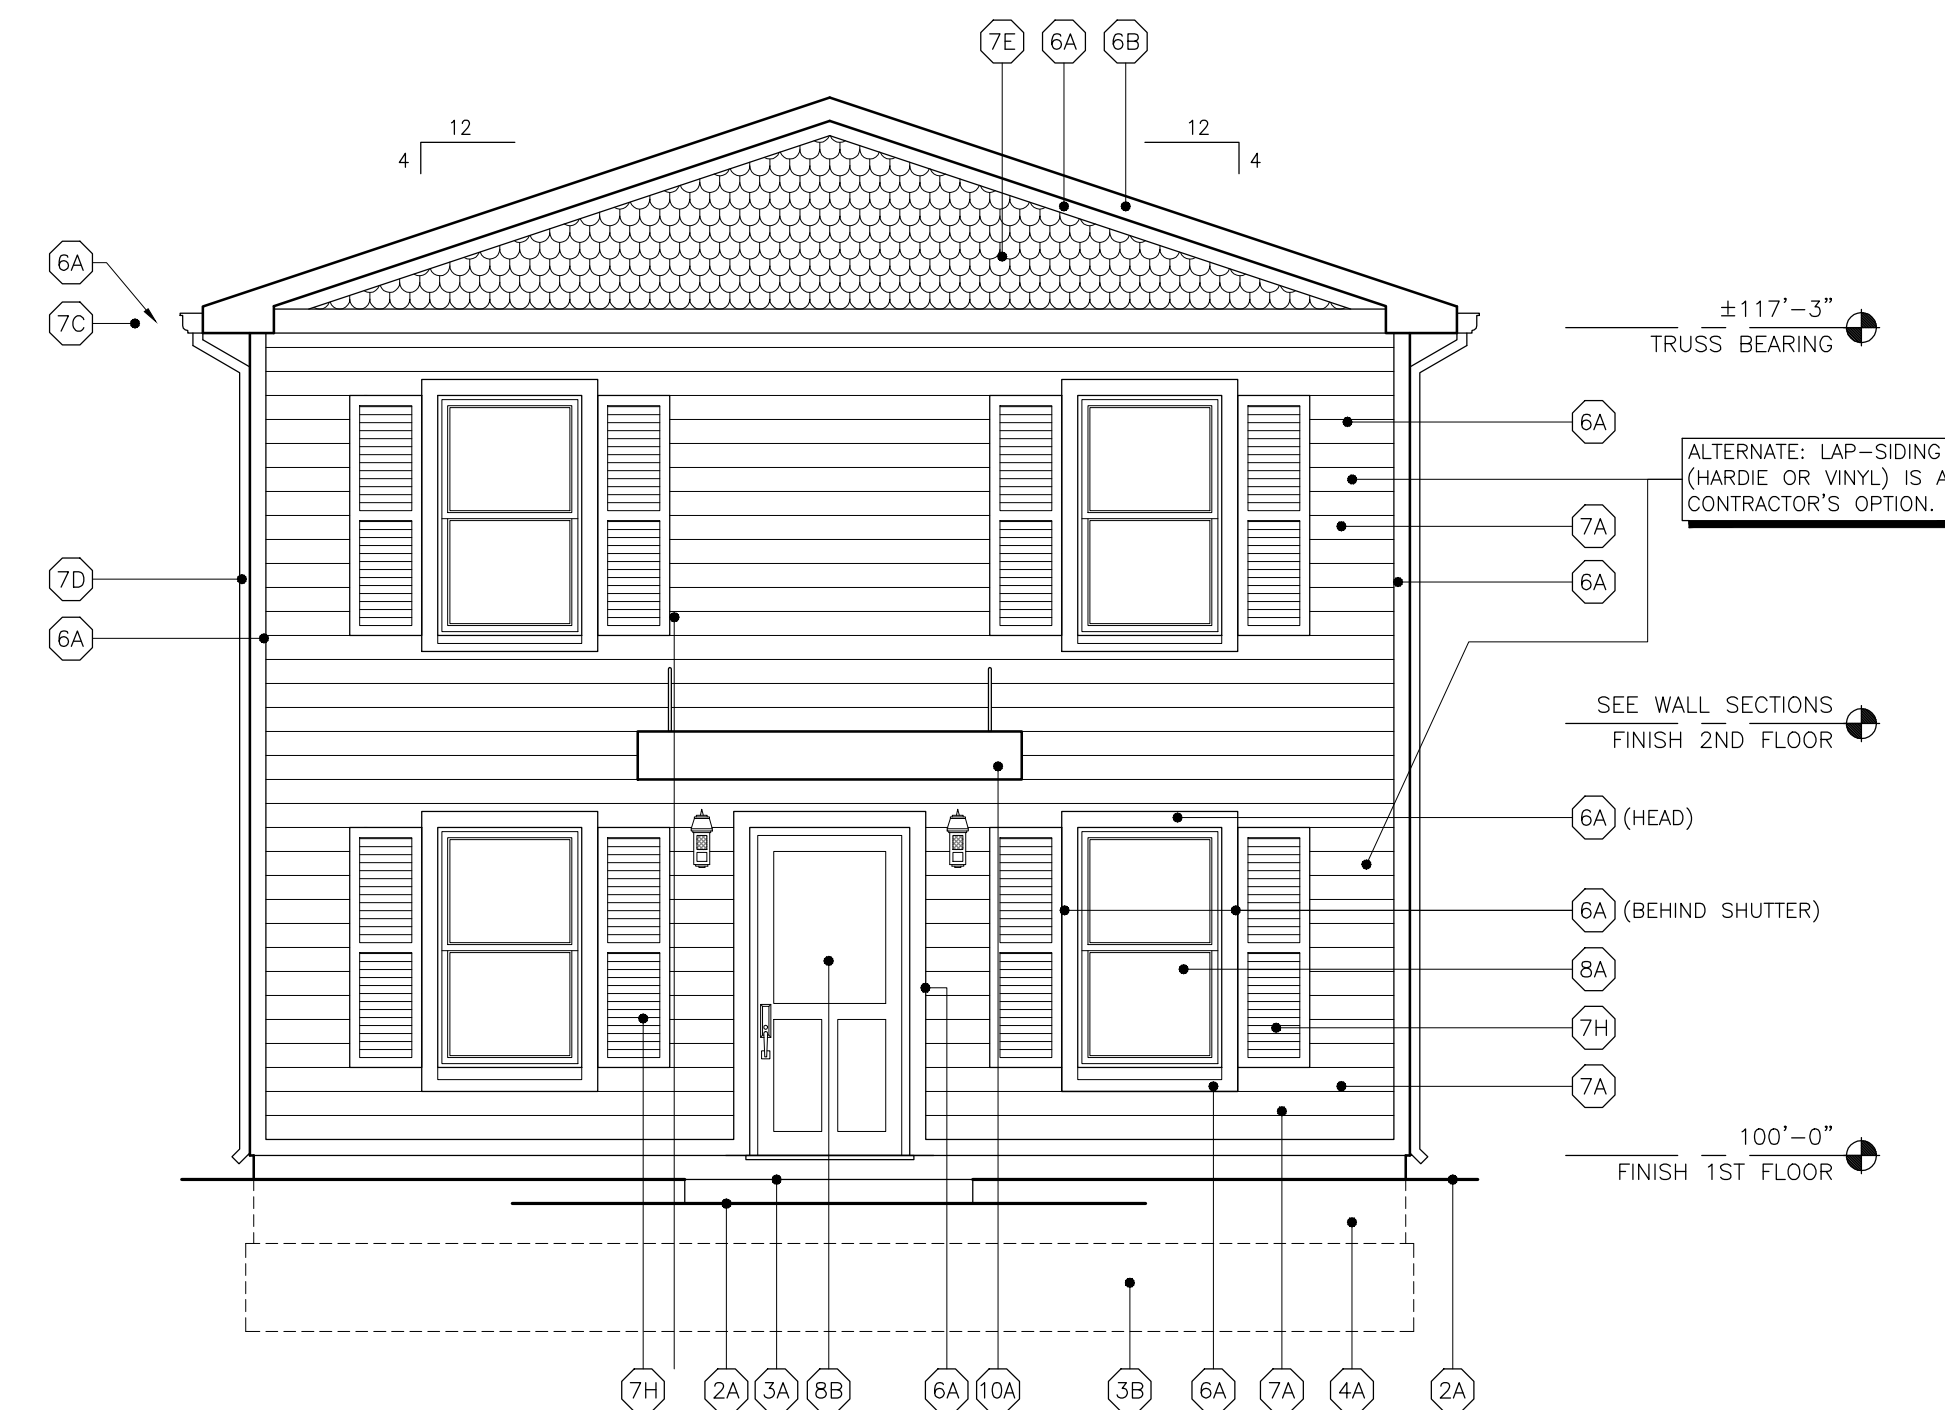 7E 6A 6B
12 12
4 4
6A
7C
±117'-3"
TRUSS BEARING
6A
ALTERNATE: LAP-SIDING
(HARDIE OR VINYL) IS A
CONTRACTOR'S OPTION.
7A
7D
6A
6A
SEE WALL SECTIONS
FINISH 2ND FLOOR
6A (HEAD)
6A (BEHIND SHUTTER)
8A
7H
7A
100'-0"
FINISH 1ST FLOOR
7H 2A 3A 8B 6A 10A 3B 6A 7A 4A 2A